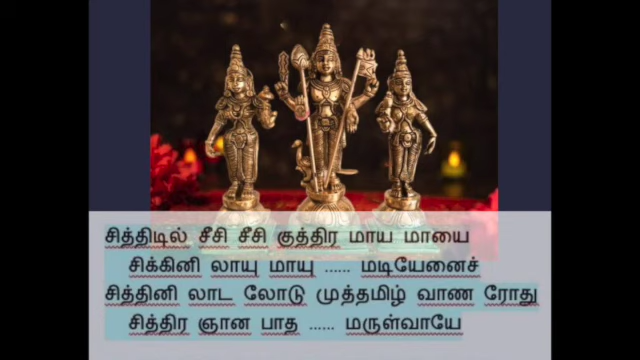 சித்திடில் சீசி சீசி குத்திர மாய மாயை
சிக்கினி லாயு மாயு ...... மடியேனைச்
சித்தினி லாட லோடு முத்தமிழ் வாண ரோது
சித்திர ஞான பாத ...... மருள்வாயே